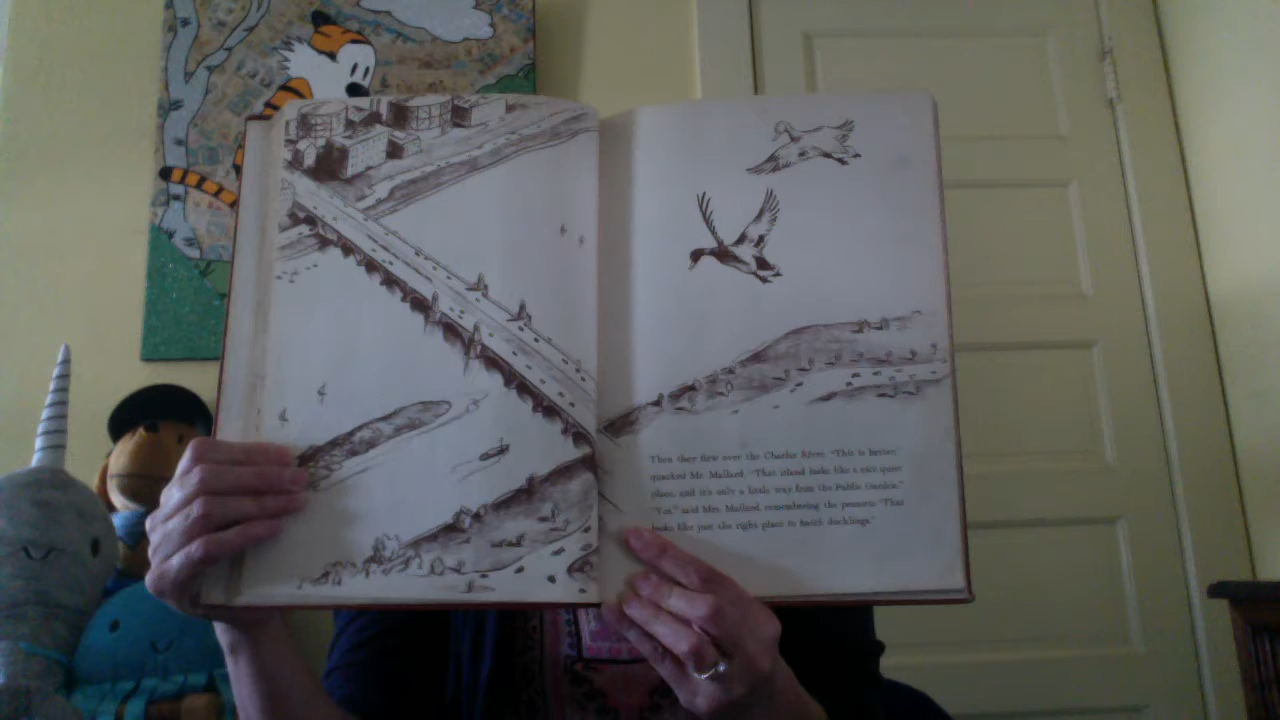 Then they flew over the Charles River. "This is better,"
quacked Mr. Mallard. "That island looks like a nice quiet
place, and it's only a little way from the Public Garden."
"Yes," said Mrs. Mallard, remembering the peanuts. "That
looks like just the right place to hatch ducklings."